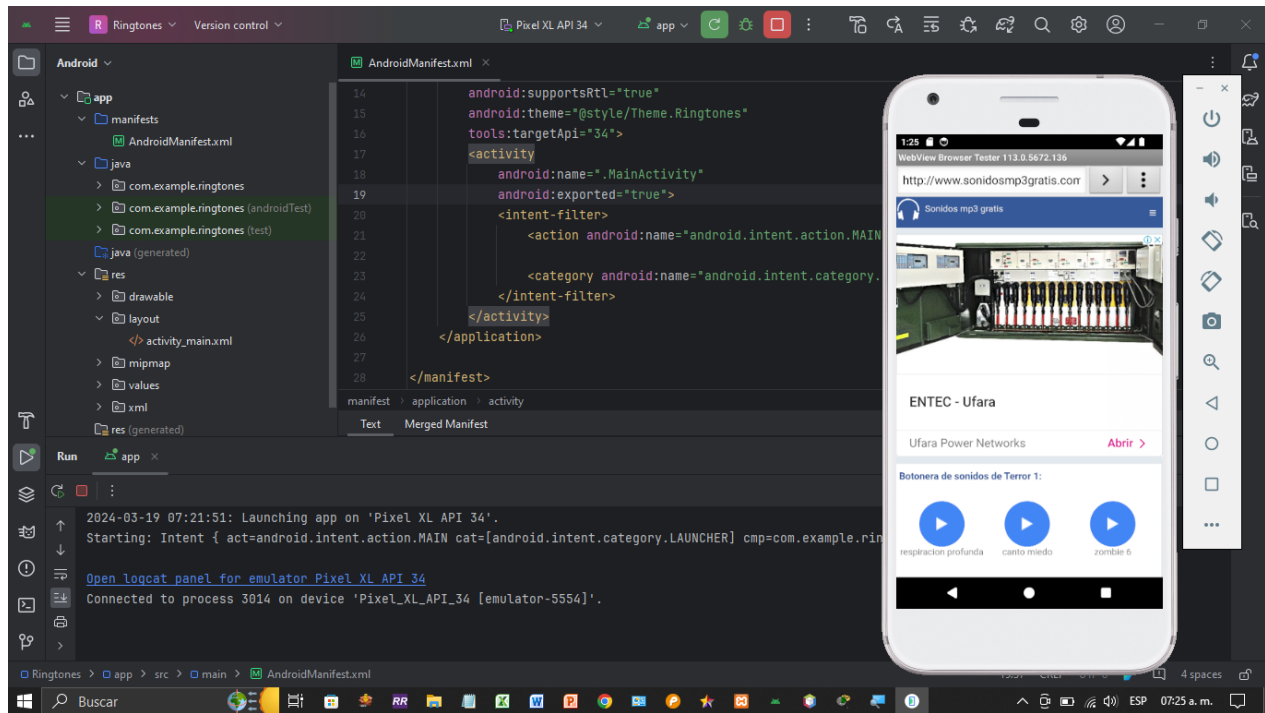 R Ringtones Version control Pixel XL API 34 app
Android
app
manifests
AndroidManifest.xml
java
com.example.ringtones
com.example.ringtones (androidTest)
com.example.ringtones (test)
java (generated)
res
drawable
layout
activity_main.xml
mipmap
values
xml
res (generated)
AndroidManifest.xml
14 android:supportsRtl="true"
15 android:theme="@style/Theme.Ringtones"
16 tools:targetApi="34">
17 <activity
18 android:name=".MainActivity"
19 android:exported="true">
20 <intent-filter>
21 <action android:name="android.intent.action.MAIN
22
23 <category android:name="android.intent.category.
24 </intent-filter>
25 </activity>
26 </application>
27
28 </manifest>
manifest > application > activity
Text Merged Manifest
1:25
WebView Browser Tester 113.0.5672.136
http://www.sonidosmp3gratis.com
Sonidos mp3 gratis
ENTEC - Ufara
Ufara Power Networks Abrir >
Botonera de sonidos de Terror 1:
respiracion profunda canto miedo zombie 6
Run app
2024-03-19 07:21:51: Launching app on 'Pixel XL API 34'.
Starting: Intent { act=android.intent.action.MAIN cat=[android.intent.category.LAUNCHER] cmp=com.example.rin
Open logcat panel for emulator Pixel XL API 34
Connected to process 3014 on device 'Pixel_XL_API_34 [emulator-5554]'.
Ringtones > app > src > main > AndroidManifest.xml
4 spaces
Buscar
RR
ESP 07:25 a. m.